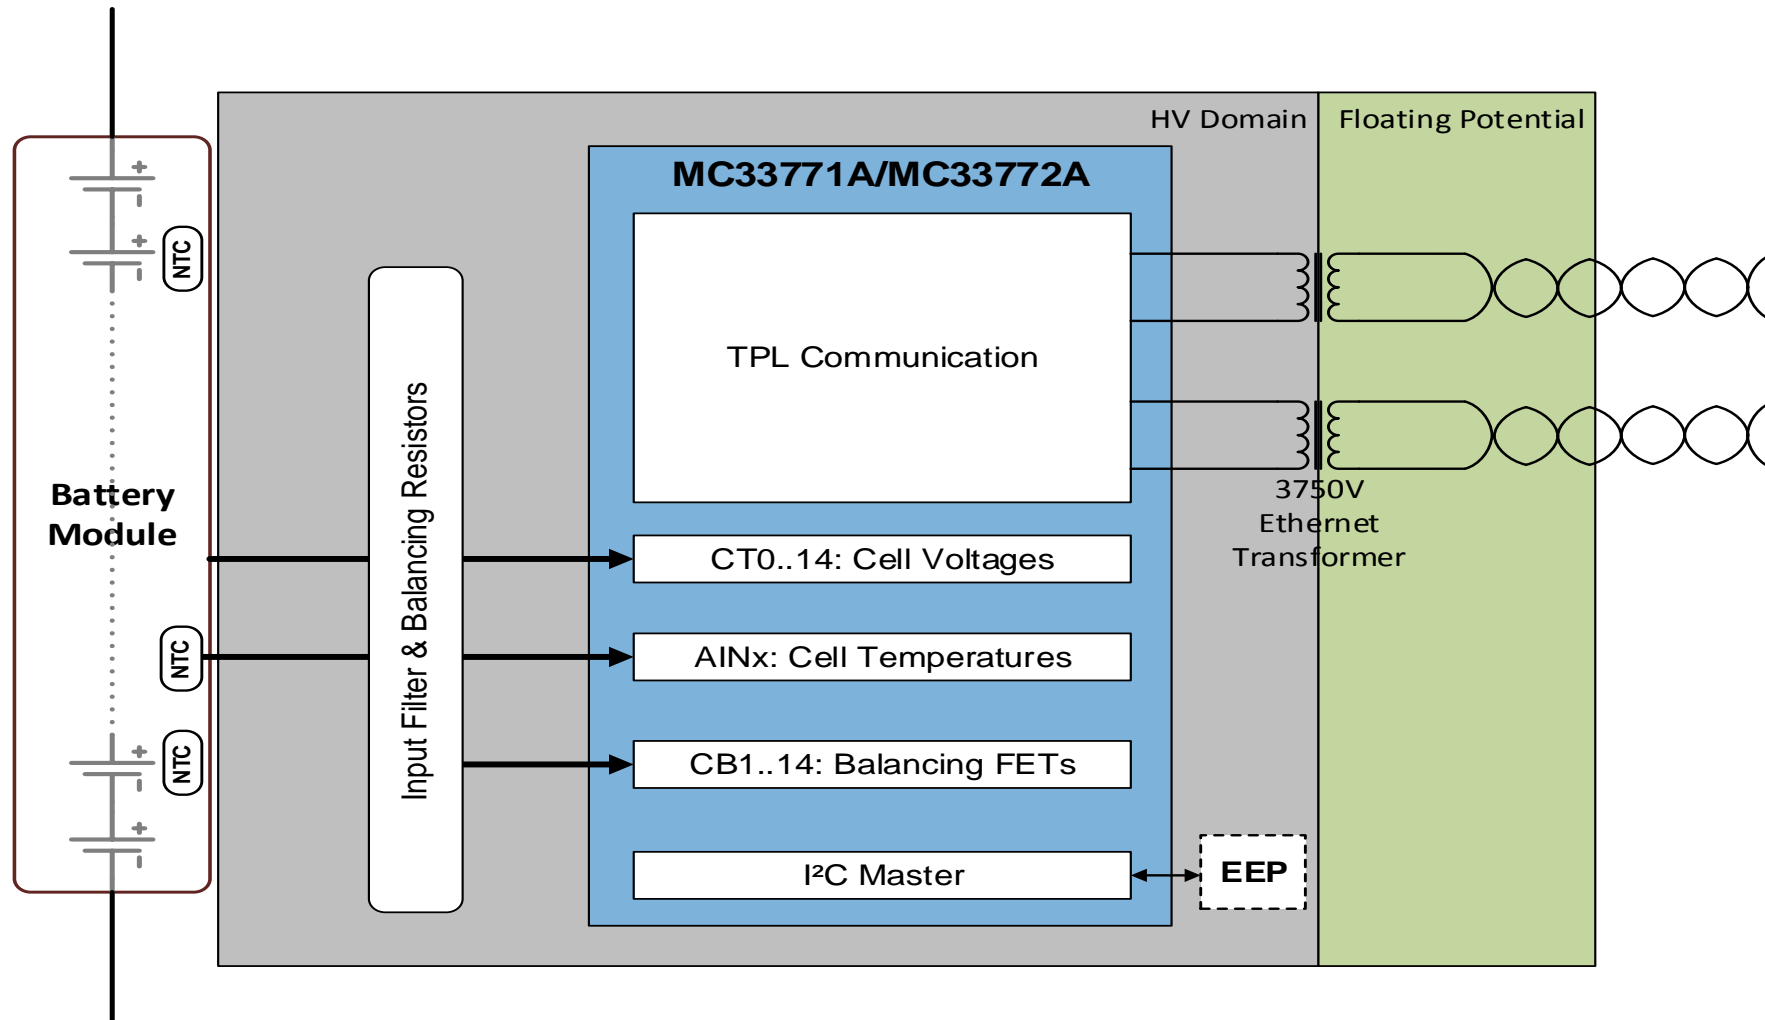 HV Domain
Floating Potential
MC33771A/MC33772A
+
+
NTC
TPL Communication
Input Filter & Balancing Resistors
Battery
Module
3750V
Ethernet
Transformer
CT0..14: Cell Voltages
NTC
AINx: Cell Temperatures
NTC
+
CB1..14: Balancing FETs
+
I²C Master
EEP